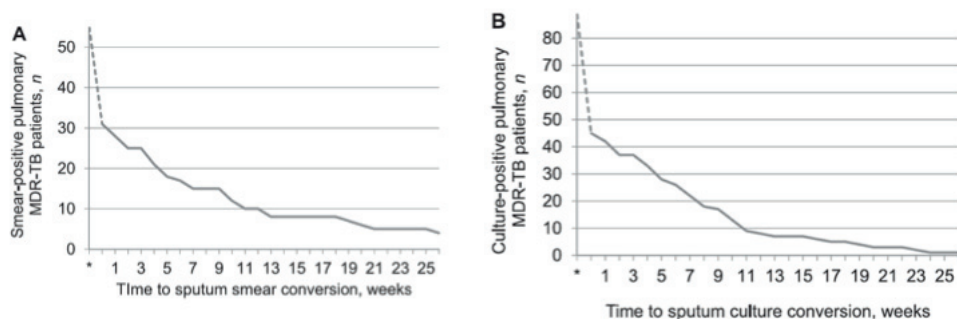 A
Smear-positive pulmonary
MDR-TB patients, n
50
40
30
20
10
0
* 1 3 5 7 9 11 13 15 17 19 21 23 25
TIme to sputum smear conversion, weeks
B
Culture-positive pulmonary
MDR-TB patients, n
80
70
60
50
40
30
20
10
0
* 1 3 5 7 9 11 13 15 17 19 21 23 25
Time to sputum culture conversion, weeks